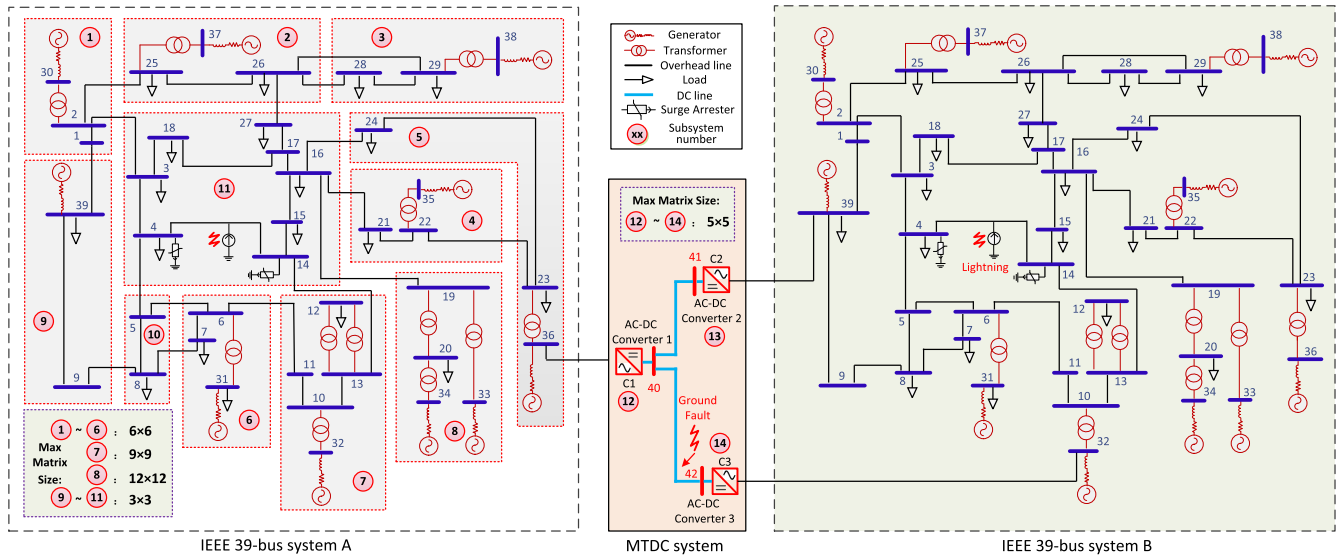 1
2
3
37
38
30
25
26
28
29
2
1
27
18
17
16
24
5
3
11
35
4
39
15
21
22
4
14
23
19
12
9
5
10
6
7
36
20
8
11
13
9
31
10
34
33
6
32
8
7
1 ~ 6 : 6×6
Max
Matrix
Size:
7 : 9×9
8 : 12×12
9 ~ 11 : 3×3
IEEE 39-bus system A
Generator
Transformer
Overhead line
Load
DC line
Surge Arrester
xx
Subsystem
number
Max Matrix Size:
12 ~ 14 : 5×5
41
C2
AC-DC
Converter 2
13
AC-DC
Converter 1
C1
40
12
Ground
Fault
14
42
C3
AC-DC
Converter 3
MTDC system
37
38
30
25
26
28
29
2
1
27
24
18
17
16
3
35
39
15
21
22
4
14
Lightning
23
19
12
5
6
7
36
20
11
13
9
8
31
10
34
33
32
IEEE 39-bus system B